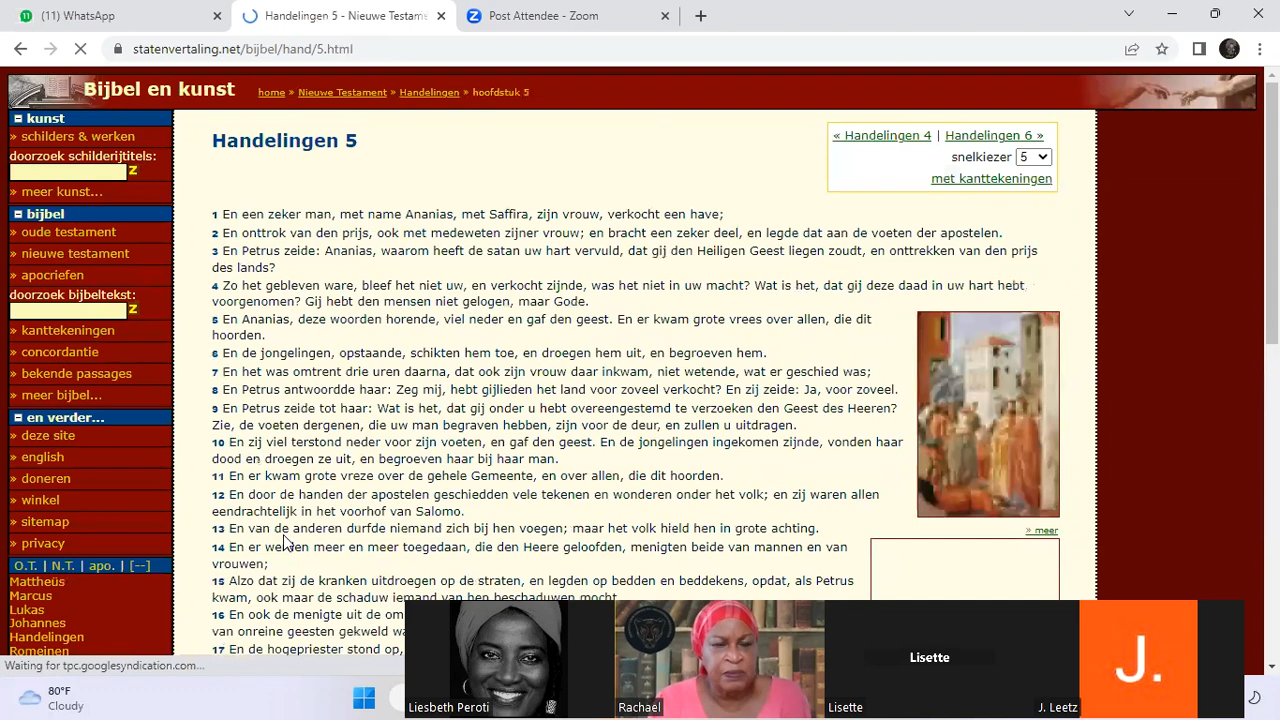 (11) WhatsApp
Handelingen 5 - Nieuwe Testam
Post Attendee - Zoom
statenvertaling.net/bijbel/hand/5.html
Bijbel en kunst
home » Nieuwe Testament » Handelingen » hoofdstuk 5
kunst
» schilders & werken
doorzoek schilderijtitels:
Z
» meer kunst...
bijbel
» oude testament
» nieuwe testament
» apocriefen
doorzoek bijbeltekst:
Z
» kanttekeningen
» concordantie
» bekende passages
» meer bijbel...
en verder...
» deze site
» english
» doneren
» winkel
» sitemap
» privacy
O.T. | N.T. | apo. | [--]
Mattheüs
Marcus
Lukas
Johannes
Handelingen
Romeinen
Handelingen 5
« Handelingen 4 | Handelingen 6 »
snelkiezer 5
met kanttekeningen
1 En een zeker man, met name Ananias, met Saffira, zijn vrouw, verkocht een have;
2 En onttrok van den prijs, ook met medeweten zijner vrouw; en bracht een zeker deel, en legde dat aan de voeten der apostelen.
3 En Petrus zeide: Ananias, waarom heeft de satan uw hart vervuld, dat gij den Heiligen Geest liegen zoudt, en onttrekken van den prijs
des lands?
4 Zo het gebleven ware, bleef het niet uw, en verkocht zijnde, was het niet in uw macht? Wat is het, dat gij deze daad in uw hart hebt
voorgenomen? Gij hebt den mensen niet gelogen, maar Gode.
5 En Ananias, deze woorden horende, viel neder en gaf den geest. En er kwam grote vrees over allen, die dit
hoorden.
6 En de jongelingen, opstaande, schikten hem toe, en droegen hem uit, en begroeven hem.
7 En het was omtrent drie uren daarna, dat ook zijn vrouw daar inkwam, niet wetende, wat er geschied was;
8 En Petrus antwoordde haar: Zeg mij, hebt gijlieden het land voor zoveel verkocht? En zij zeide: Ja, voor zoveel.
9 En Petrus zeide tot haar: Wat is het, dat gij onder u hebt overeengestemd te verzoeken den Geest des Heeren?
Zie, de voeten dergenen, die uw man begraven hebben, zijn voor de deur, en zullen u uitdragen.
10 En zij viel terstond neder voor zijn voeten, en gaf den geest. En de jongelingen ingekomen zijnde, vonden haar
dood en droegen ze uit, en begroeven haar bij haar man.
11 En er kwam grote vreze over de gehele Gemeente, en over allen, die dit hoorden.
12 En door de handen der apostelen geschiedden vele tekenen en wonderen onder het volk; en zij waren allen
eendrachtelijk in het voorhof van Salomo.
13 En van de anderen durfde niemand zich bij hen voegen; maar het volk hield hen in grote achting.
14 En er werden meer en meer toegedaan, die den Heere geloofden, menigten beide van mannen en van
vrouwen;
15 Alzo dat zij de kranken uitdroegen op de straten, en legden op bedden en beddekens, opdat, als Petrus
kwam, ook maar de schaduw iemand van hen beschaduwen mocht.
16 En ook de menigte uit de om
van onreine geesten gekweld wa
17 En de hogepriester stond op,
» meer
Waiting for tpc.googlesyndication.com...
80°F
Cloudy
Liesbeth Peroti
Rachael
Lisette
Lisette
J.
J. Leetz